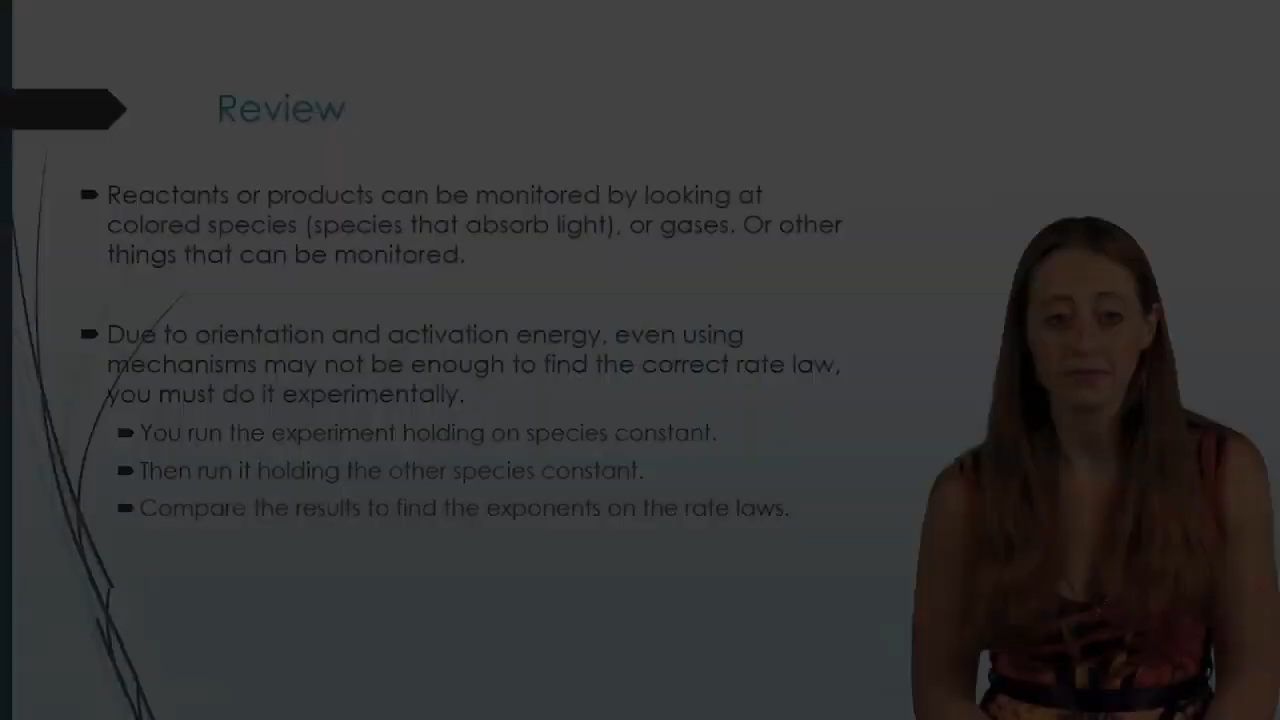 Review
Reactants or products can be monitored by looking at
colored species (species that absorb light), or gases. Or other
things that can be monitored.
Due to orientation and activation energy, even using
mechanisms may not be enough to find the correct rate law,
you must do it experimentally.
You run the experiment holding on species constant.
Then run it holding the other species constant.
Compare the results to find the exponents on the rate laws.